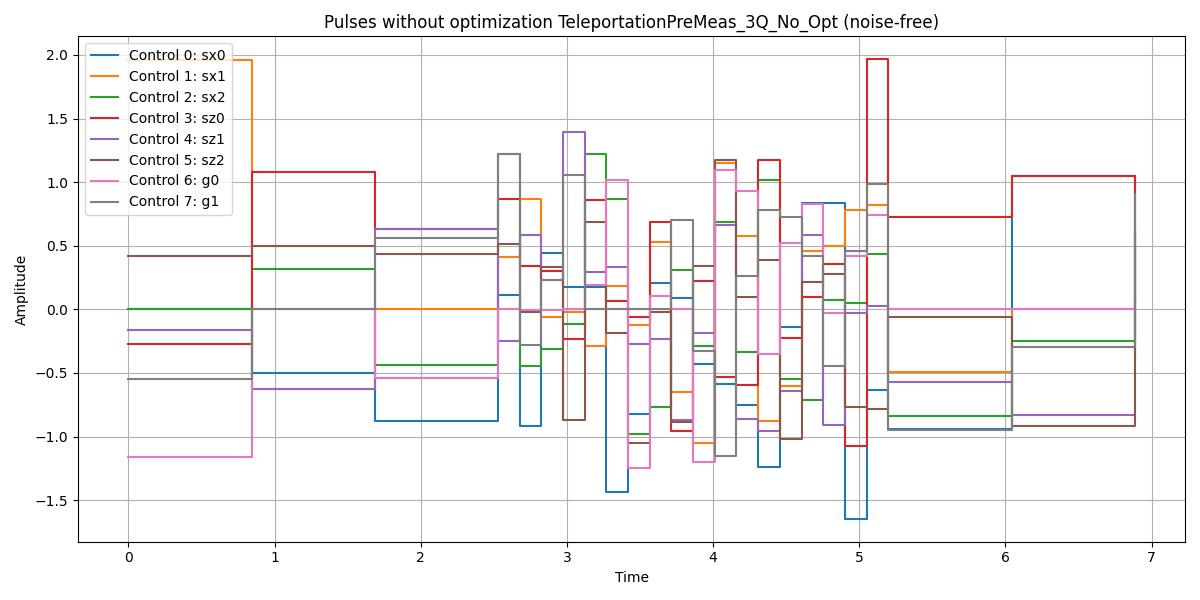 Pulses without optimization TeleportationPreMeas_3Q_No_Opt (noise-free)
2.0
1.5
1.0
0.5
0.0
−0.5
−1.0
−1.5
Amplitude
Control 0: sx0
Control 1: sx1
Control 2: sx2
Control 3: sz0
Control 4: sz1
Control 5: sz2
Control 6: g0
Control 7: g1
0 1 2 3 4 5 6 7
Time